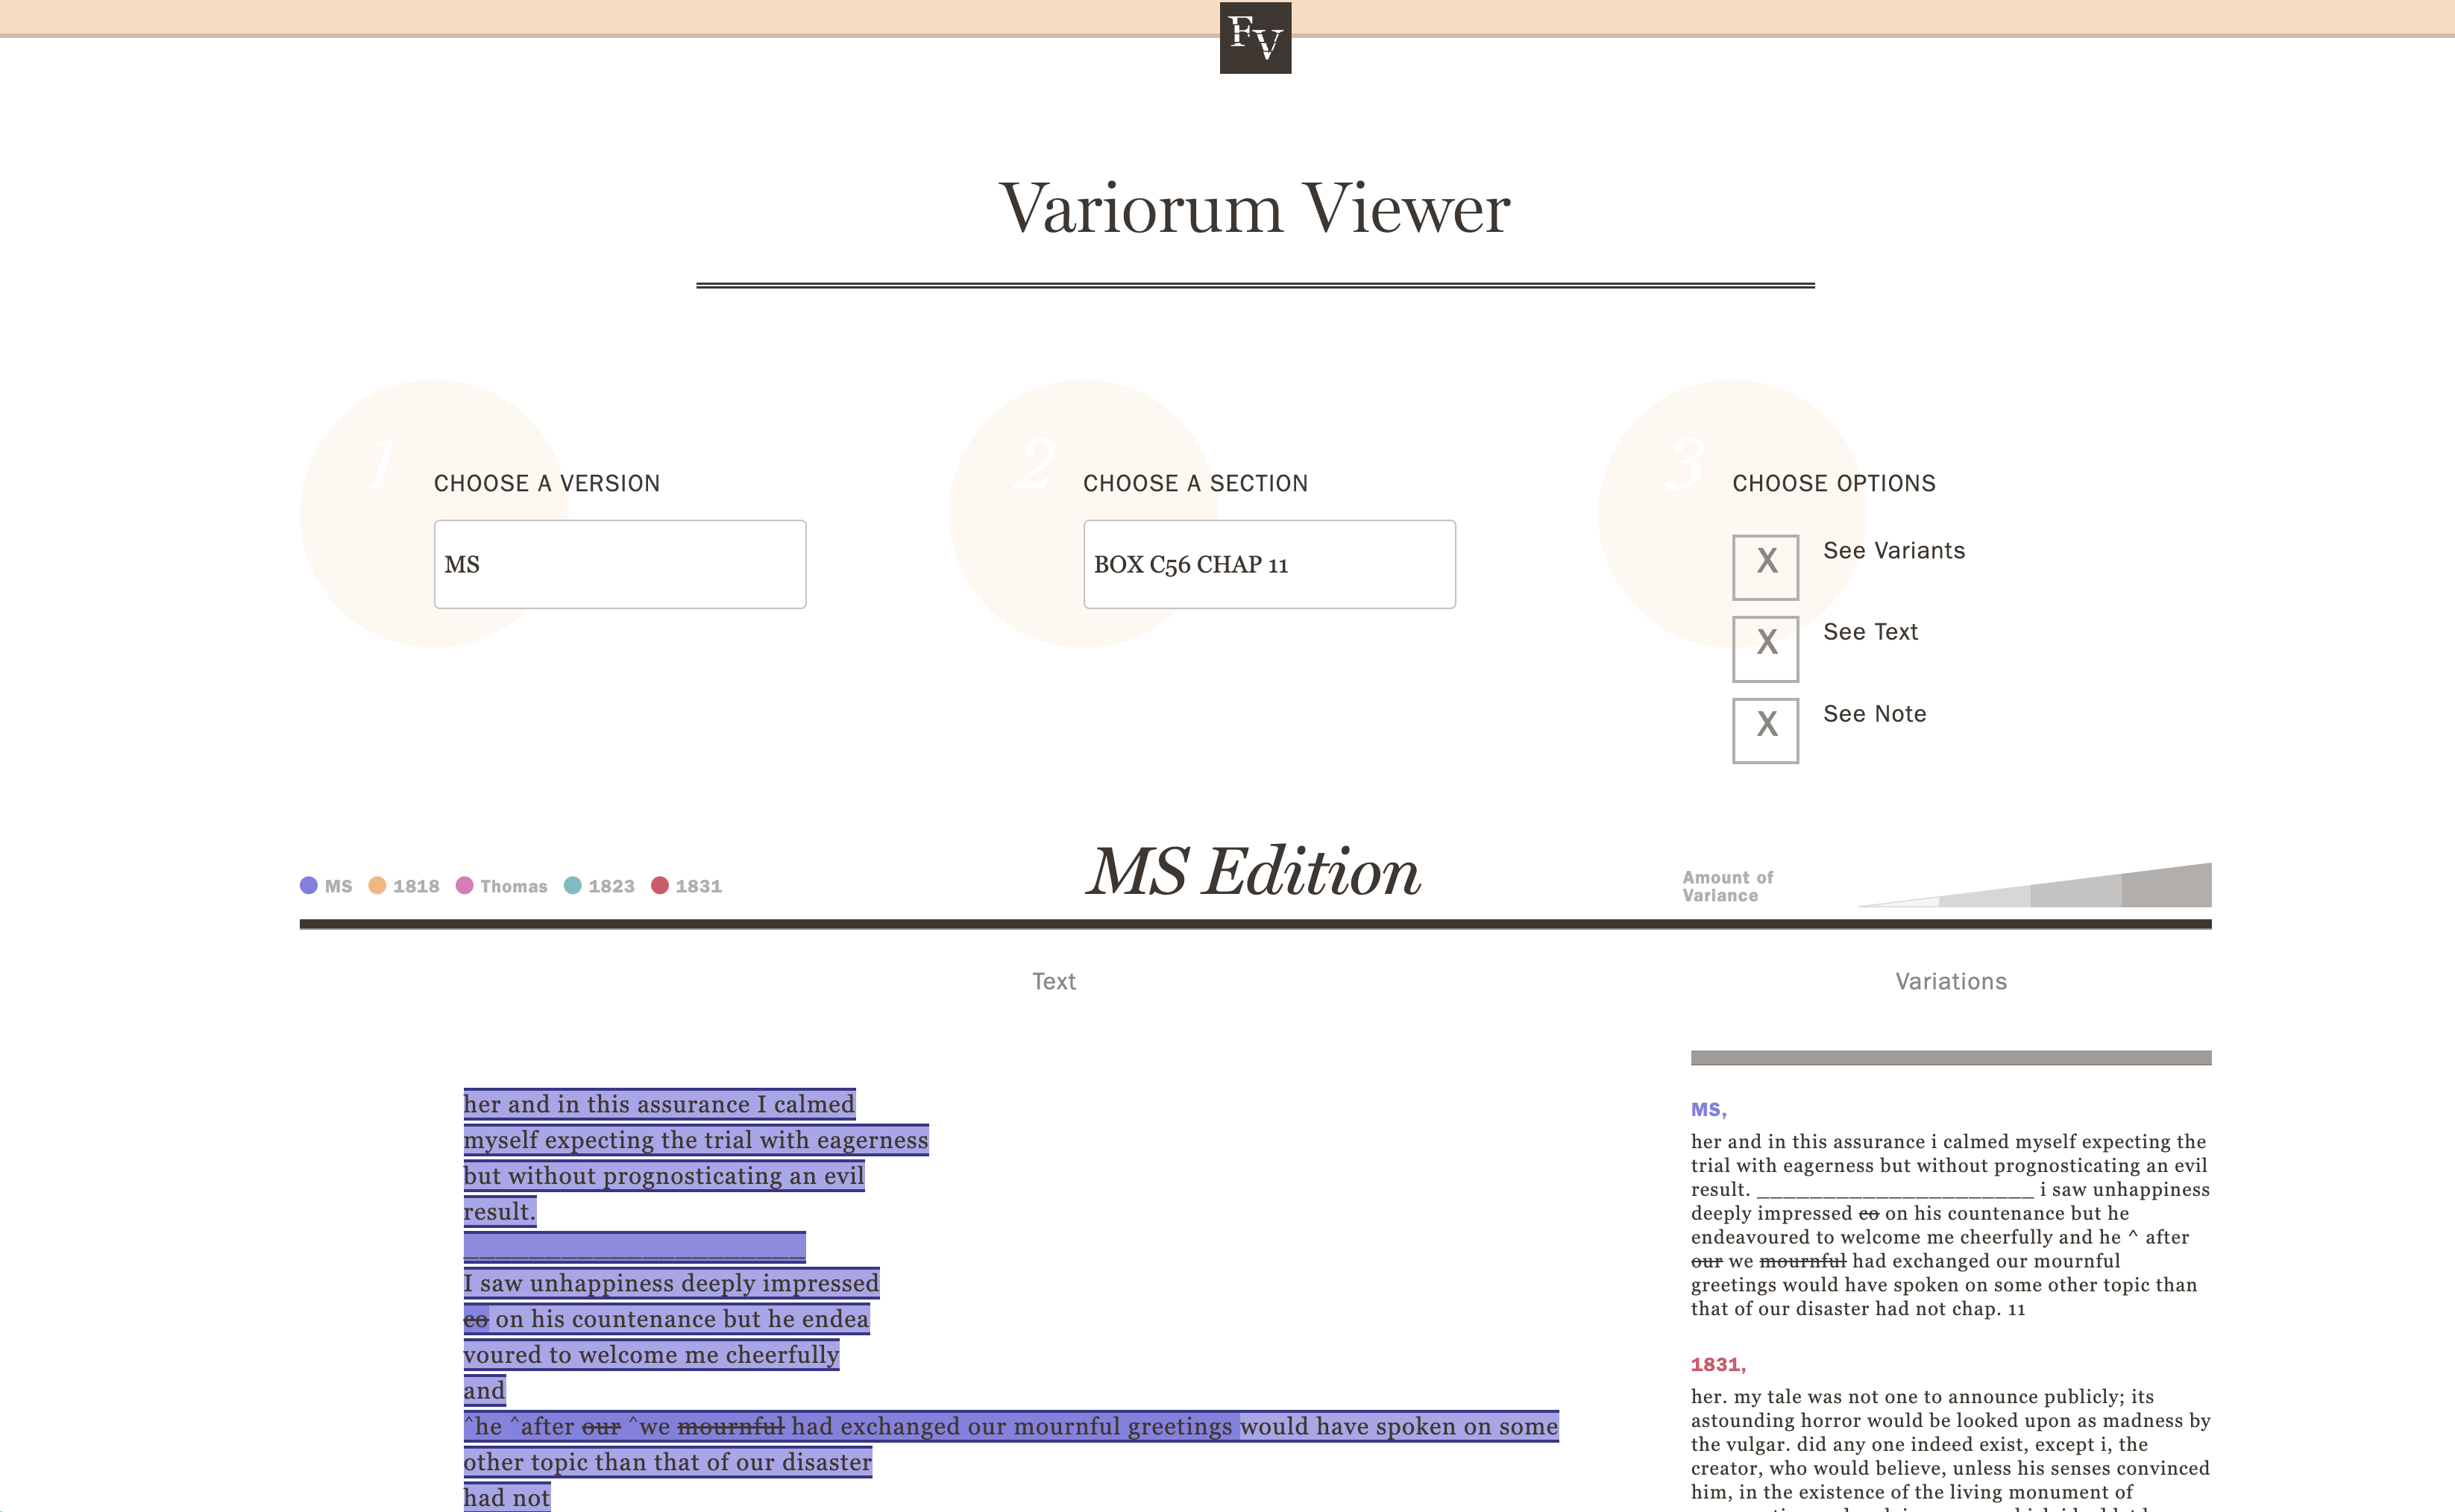 FV
Variorum Viewer
1
CHOOSE A VERSION
MS
2
CHOOSE A SECTION
BOX C56 CHAP 11
3
CHOOSE OPTIONS
X See Variants
X See Text
X See Note
MS 1818 Thomas 1823 1831
MS Edition
Amount of
Variance
Text
her and in this assurance I calmed
myself expecting the trial with eagerness
but without prognosticating an evil
result.
_____________________
I saw unhappiness deeply impressed
co on his countenance but he endea
voured to welcome me cheerfully
and
^he ^after our ^we mournful had exchanged our mournful greetings would have spoken on some
other topic than that of our disaster
had not
Variations
MS,
her and in this assurance i calmed myself expecting the
trial with eagerness but without prognosticating an evil
result. _____________________ i saw unhappiness
deeply impressed co on his countenance but he
endeavoured to welcome me cheerfully and he ^ after
our we mournful had exchanged our mournful
greetings would have spoken on some other topic than
that of our disaster had not chap. 11
1831,
her. my tale was not one to announce publicly; its
astounding horror would be looked upon as madness by
the vulgar. did any one indeed exist, except i, the
creator, who would believe, unless his senses convinced
him, in the existence of the living monument of